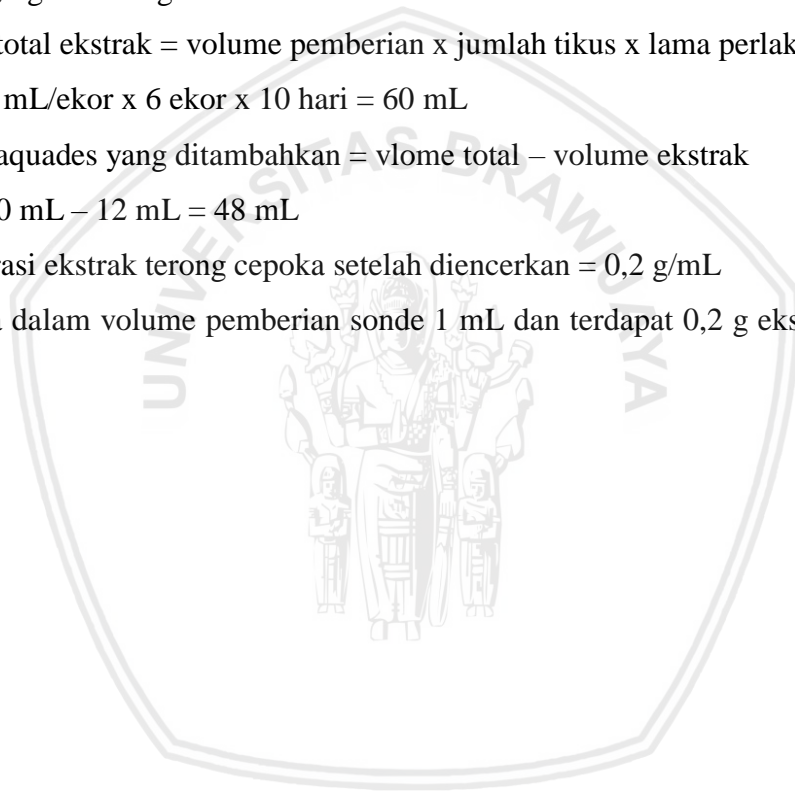 total ekstrak = volume pemberian x jumlah tikus x lama perlak
mL/ekor x 6 ekor x 10 hari = 60 mL
aquades yang ditambahkan = vlome total – volume ekstrak
0 mL – 12 mL = 48 mL
rasi ekstrak terong cepoka setelah diencerkan = 0,2 g/mL
dalam volume pemberian sonde 1 mL dan terdapat 0,2 g eks
UNIVERSITAS BRAWIJAYA